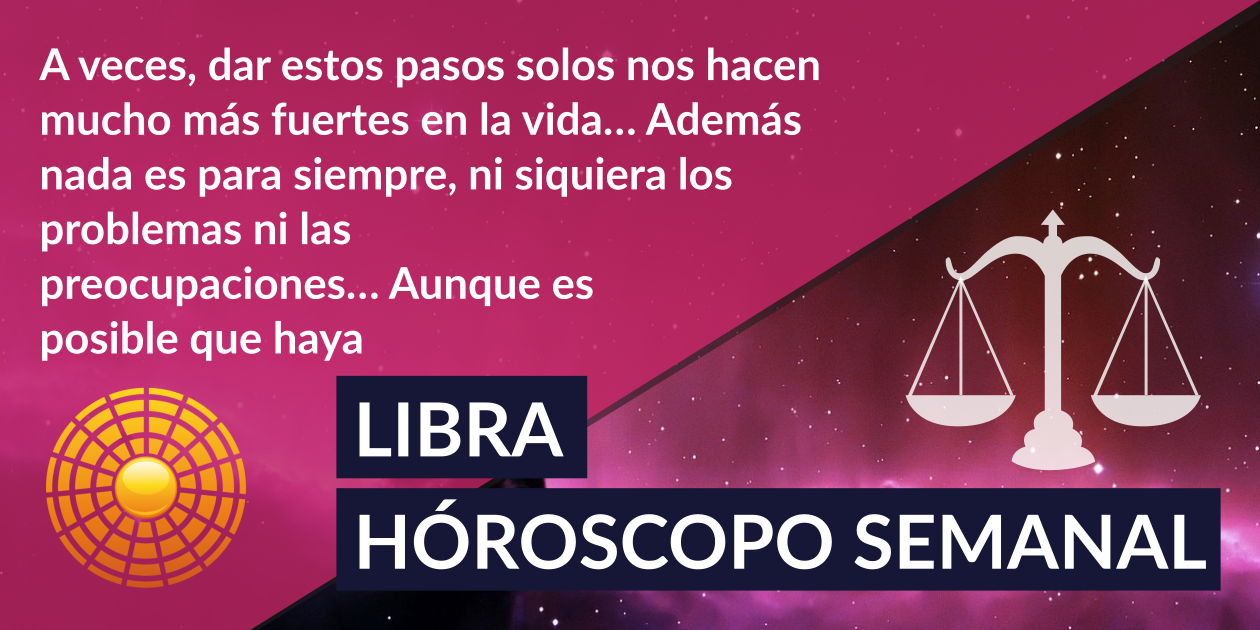 A veces, dar estos pasos solos nos hacen
mucho más fuertes en la vida... Además
nada es para siempre, ni siquiera los
problemas ni las
preocupaciones... Aunque es
posible que haya
LIBRA
HÓROSCOPO SEMANAL